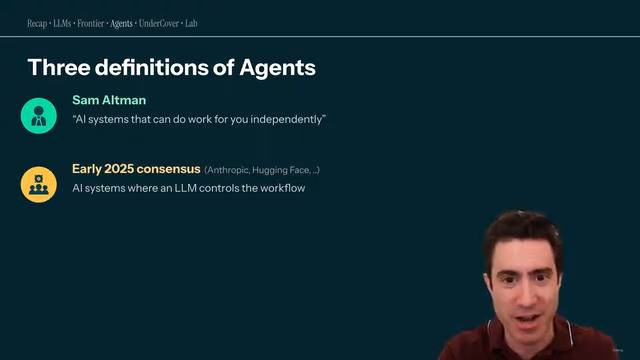 Recap • LLMs • Frontier • Agents • UnderCover • Lab
Three definitions of Agents
Sam Altman
“AI systems that can do work for you independently”
Early 2025 consensus (Anthropic, Hugging Face, ..)
AI systems where an LLM controls the workflow